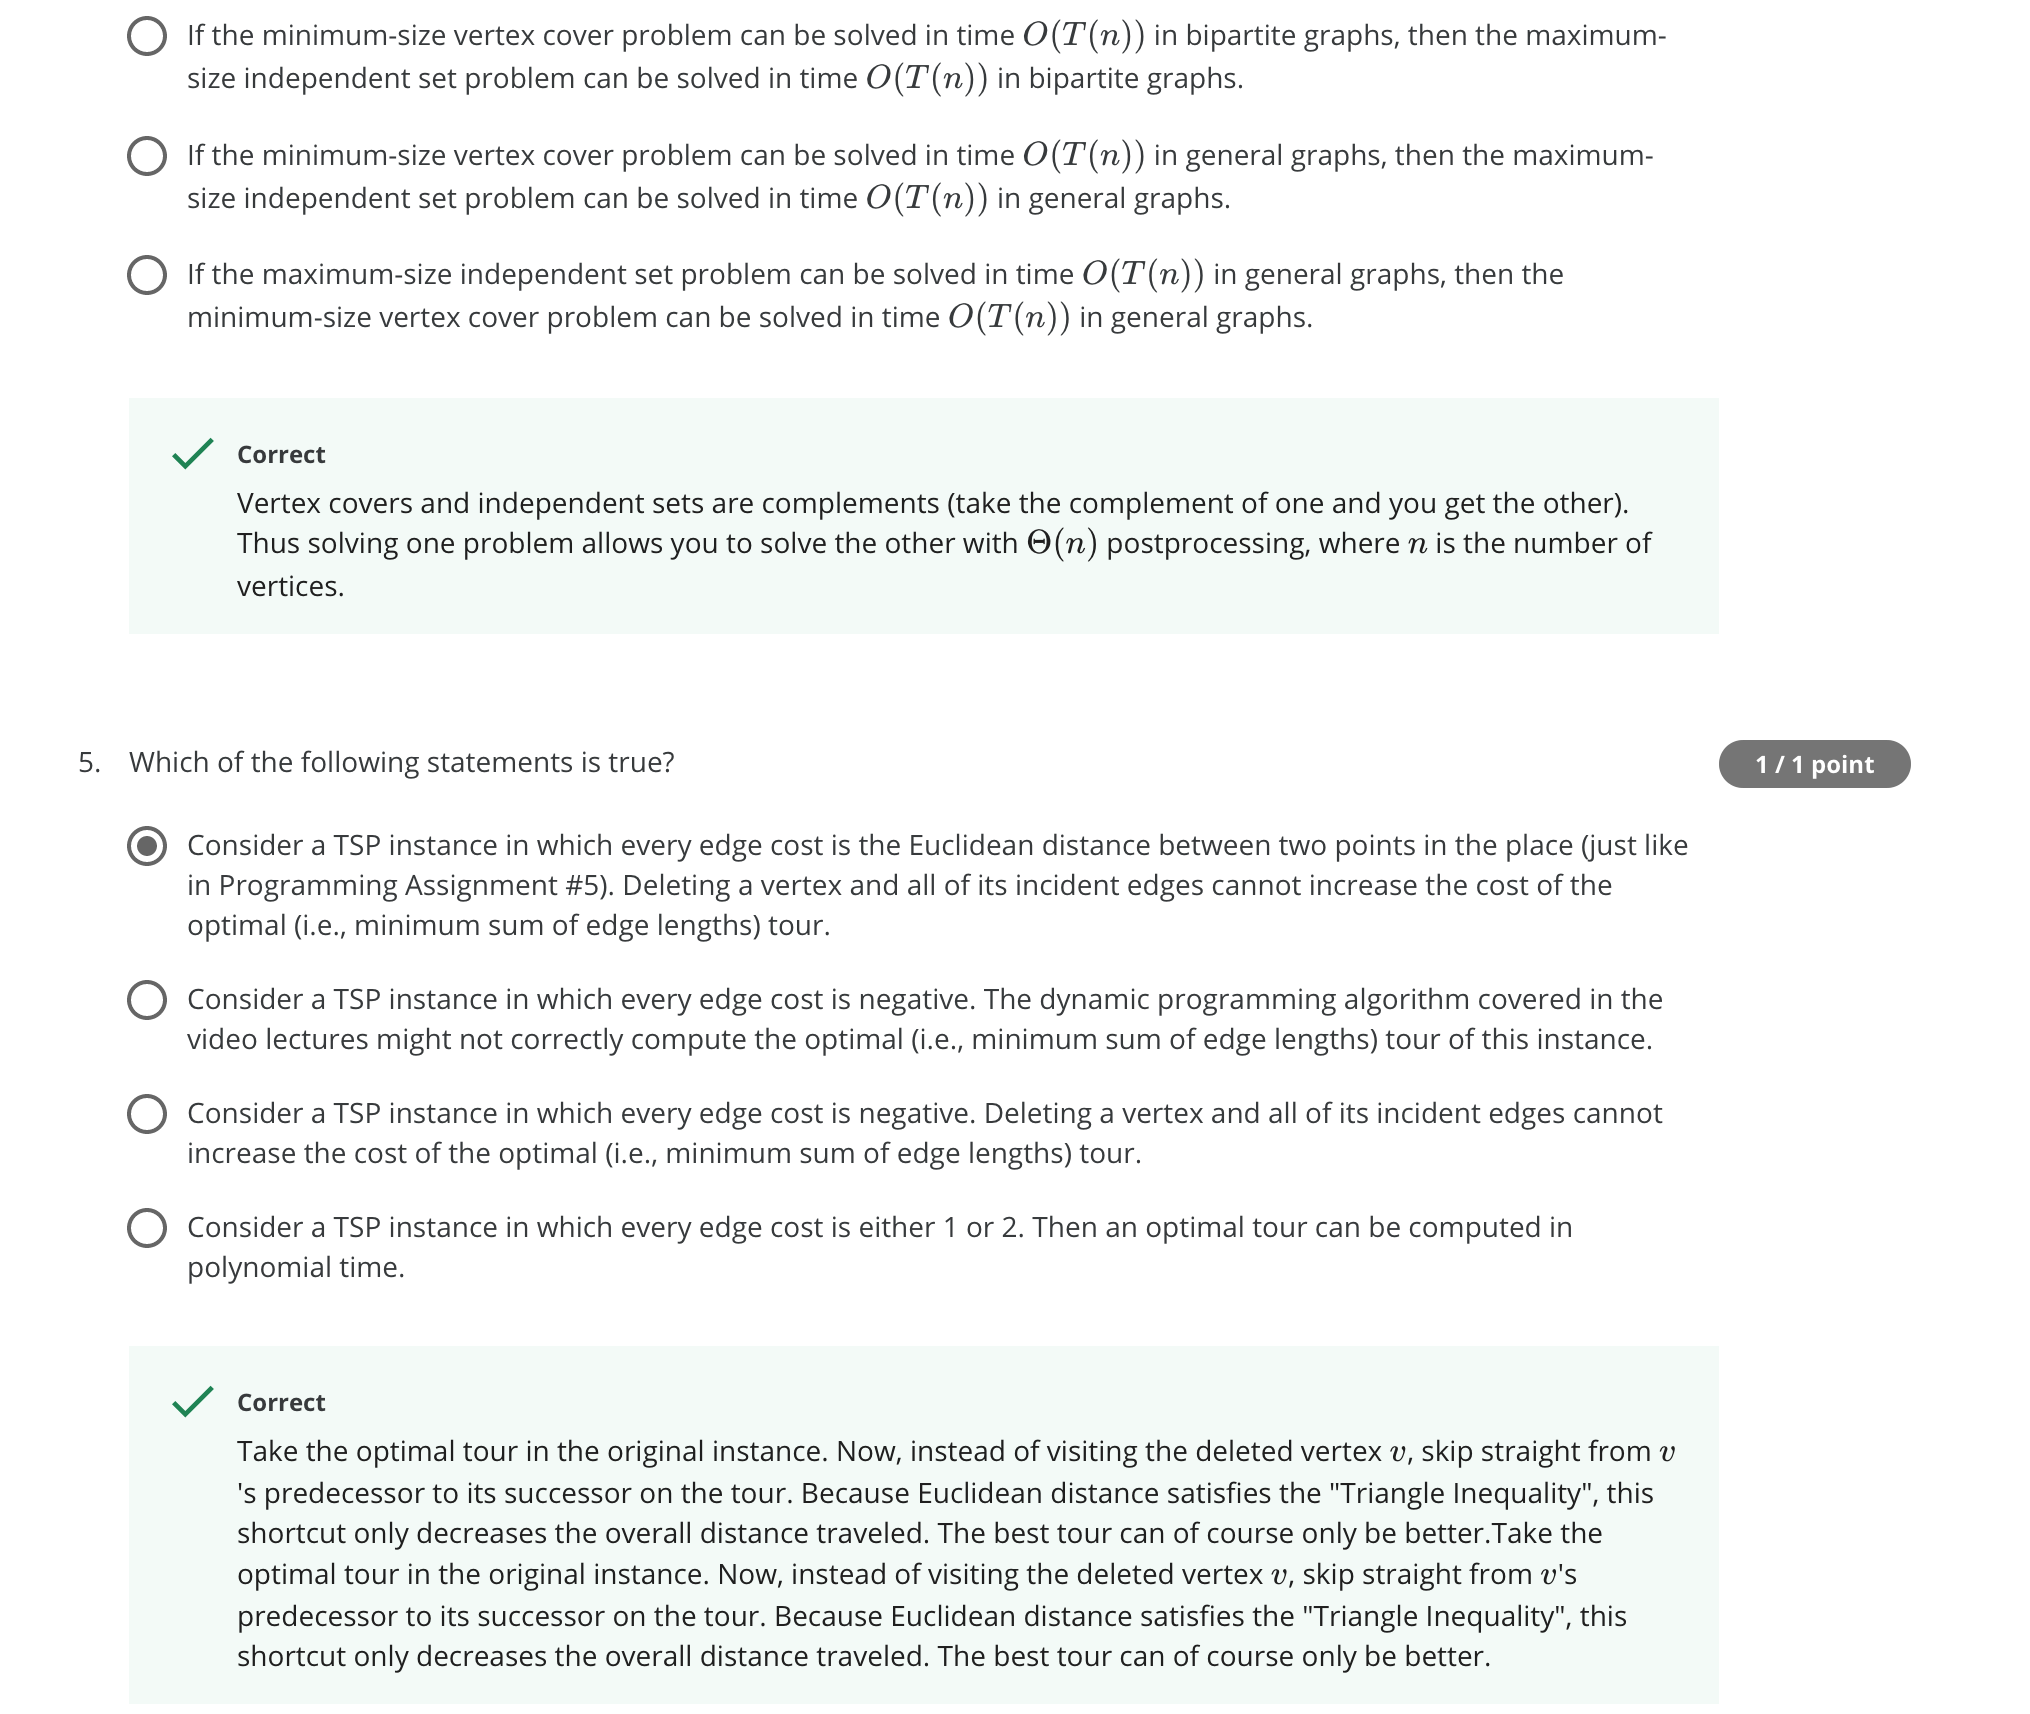 If the minimum-size vertex cover problem can be solved in time O(T(n)) in bipartite graphs, then the maximum-
size independent set problem can be solved in time O(T(n)) in bipartite graphs.
If the minimum-size vertex cover problem can be solved in time O(T(n)) in general graphs, then the maximum-
size independent set problem can be solved in time O(T(n)) in general graphs.
If the maximum-size independent set problem can be solved in time O(T(n)) in general graphs, then the
minimum-size vertex cover problem can be solved in time O(T(n)) in general graphs.
Correct
Vertex covers and independent sets are complements (take the complement of one and you get the other).
Thus solving one problem allows you to solve the other with Θ(n) postprocessing, where n is the number of
vertices.
5. Which of the following statements is true?
1 / 1 point
Consider a TSP instance in which every edge cost is the Euclidean distance between two points in the place (just like
in Programming Assignment #5). Deleting a vertex and all of its incident edges cannot increase the cost of the
optimal (i.e., minimum sum of edge lengths) tour.
Consider a TSP instance in which every edge cost is negative. The dynamic programming algorithm covered in the
video lectures might not correctly compute the optimal (i.e., minimum sum of edge lengths) tour of this instance.
Consider a TSP instance in which every edge cost is negative. Deleting a vertex and all of its incident edges cannot
increase the cost of the optimal (i.e., minimum sum of edge lengths) tour.
Consider a TSP instance in which every edge cost is either 1 or 2. Then an optimal tour can be computed in
polynomial time.
Correct
Take the optimal tour in the original instance. Now, instead of visiting the deleted vertex v, skip straight from v
's predecessor to its successor on the tour. Because Euclidean distance satisfies the "Triangle Inequality", this
shortcut only decreases the overall distance traveled. The best tour can of course only be better.Take the
optimal tour in the original instance. Now, instead of visiting the deleted vertex v, skip straight from v's
predecessor to its successor on the tour. Because Euclidean distance satisfies the "Triangle Inequality", this
shortcut only decreases the overall distance traveled. The best tour can of course only be better.